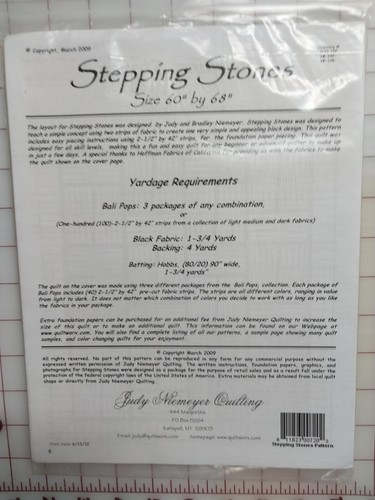 © Copyright, March 2009
Stepping Stones
Size 60" by 68"
The layout for Stepping Stones was designed by Judy and Bradley Niemeyer. Stepping Stones was designed to
teach a simple concept using two strips of fabric to create one very simple and appealing block design. This pattern
includes easy piecing instructions using 2-1/2" by 42" strips, for, the foundation paper piecing. This quilt was
designed for all skill levels, making this a fun and easy quilt for any beginner or advanced quilter to make up
in just a few days. A special thanks to Hoffman Fabrics of California for providing us with the fabrics to make
the quilt shown on the cover page.
Yardage Requirements
Bali Pops: 3 packages of any combination,
or
(One-hundred (100)-2-1/2" by 42" strips from a collection of light medium and dark fabrics)
Black Fabric: 1-3/4 Yards
Backing: 4 Yards
Batting: Hobbs, (80/20) 90" wide,
1-3/4 yards"
The quilt on the cover was made using three different packages from the Bali Pops, collection. Each package of
Bali Pops includes (40) 2-1/2" by 42" pre-cut fabric strips. The strips are all different colors, ranging in value
from light to dark. It does not matter which combination of colors you decide to work with as long as you like
the fabrics in your package.
Extra foundation papers can be purchased for an additional fee from Judy Niemeyer Quilting to increase the
size of this quilt or to make an additional quilt. This information can be found on our Webpage at
www.quiltworx.com. You will also find a complete listing of all our patterns, a sample page showing many quilt
samples, and color changing quilts for your enjoyment.
© Copyright March 2009
All rights reserved. No part of this pattern can be reproduced in any form for any commercial purpose without the
expressed written permission of Judy Niemeyer Quilting. The written instructions, foundation papers, graphics, and
photographs for Stepping Stones were designed as a package for the purpose of retail sales and as a result fall under the
protection of the federal copyright laws of the United States of America. Extra materials may be obtained from local quilt
shops or directly from Judy Niemeyer Quilting.
Judy Niemeyer Quilting
PO Box
Kalispell, MT
Stepping Stones Pattern